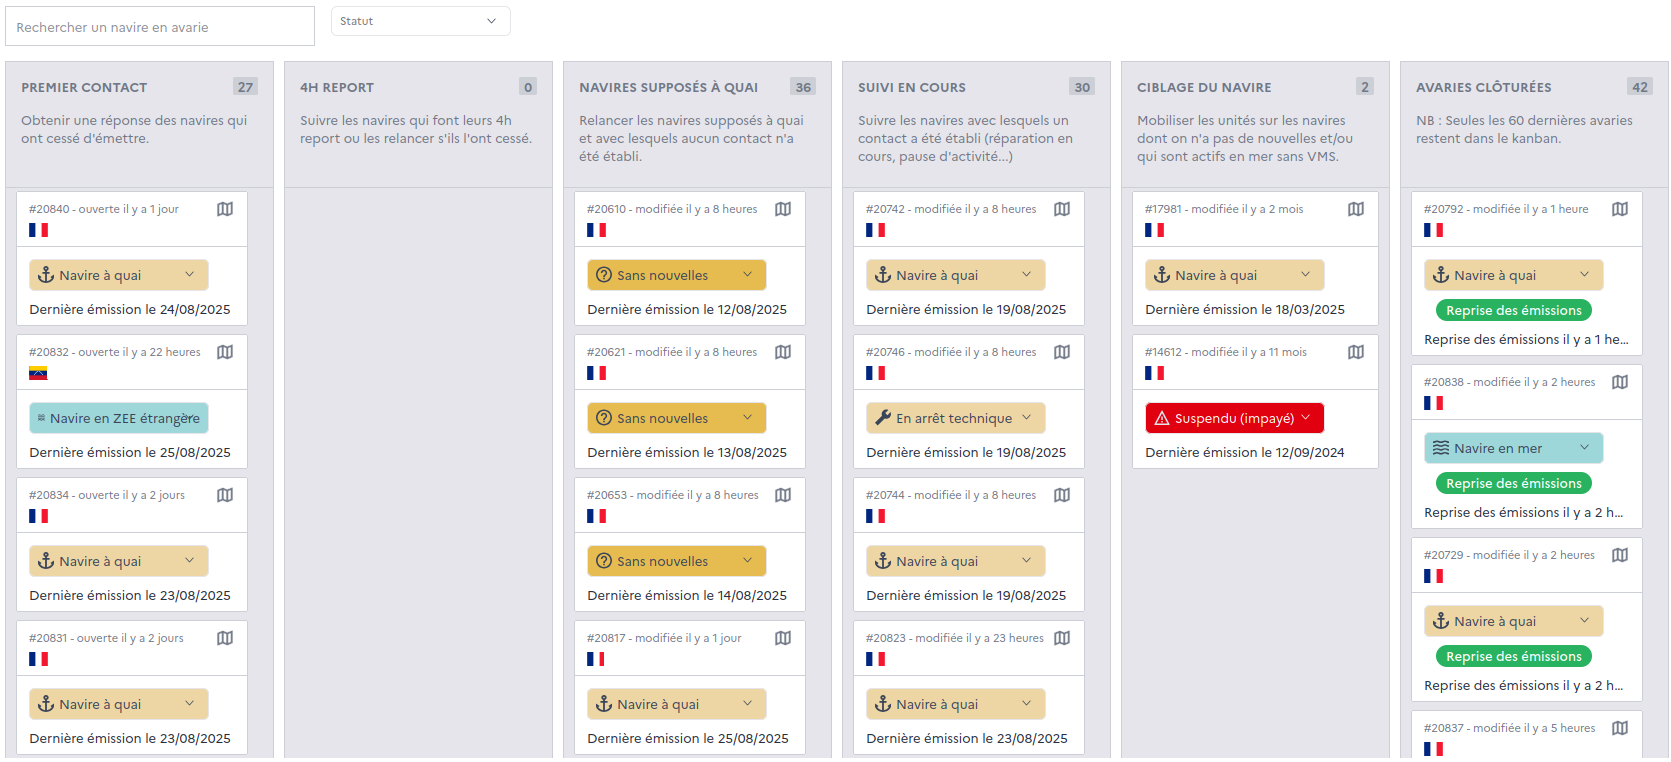 Rechercher un navire en avarie
Statut
PREMIER CONTACT 27
Obtenir une réponse des navires qui
ont cessé d'émettre.
#20840 - ouverte il y a 1 jour
Navire à quai
Dernière émission le 24/08/2025
#20832 - ouverte il y a 22 heures
Navire en ZEE étrangère
Dernière émission le 25/08/2025
#20834 - ouverte il y a 2 jours
Navire à quai
Dernière émission le 23/08/2025
#20831 - ouverte il y a 2 jours
Navire à quai
Dernière émission le 23/08/2025
4H REPORT 0
Suivre les navires qui font leurs 4h
report ou les relancer s'ils l'ont cessé.
NAVIRES SUPPOSÉS À QUAI 36
Relancer les navires supposés à quai
et avec lesquels aucun contact n'a
été établi.
#20610 - modifiée il y a 8 heures
Sans nouvelles
Dernière émission le 12/08/2025
#20621 - modifiée il y a 8 heures
Sans nouvelles
Dernière émission le 13/08/2025
#20653 - modifiée il y a 8 heures
Sans nouvelles
Dernière émission le 14/08/2025
#20817 - modifiée il y a 1 jour
Navire à quai
Dernière émission le 25/08/2025
SUIVI EN COURS 30
Suivre les navires avec lesquels un
contact a été établi (réparation en
cours, pause d'activité...)
#20742 - modifiée il y a 8 heures
Navire à quai
Dernière émission le 19/08/2025
#20746 - modifiée il y a 8 heures
En arrêt technique
Dernière émission le 19/08/2025
#20744 - modifiée il y a 8 heures
Navire à quai
Dernière émission le 19/08/2025
#20823 - modifiée il y a 23 heures
Navire à quai
Dernière émission le 23/08/2025
CIBLAGE DU NAVIRE 2
Mobiliser les unités sur les navires
dont on n'a pas de nouvelles et/ou
qui sont actifs en mer sans VMS.
#17981 - modifiée il y a 2 mois
Navire à quai
Dernière émission le 18/03/2025
#14612 - modifiée il y a 11 mois
Suspendu (impayé)
Dernière émission le 12/09/2024
AVARIES CLÔTURÉES 42
NB : Seules les 60 dernières avaries
restent dans le kanban.
#20792 - modifiée il y a 1 heure
Navire à quai
Reprise des émissions
Reprise des émissions il y a 1 he...
#20838 - modifiée il y a 2 heures
Navire en mer
Reprise des émissions
Reprise des émissions il y a 2 h...
#20729 - modifiée il y a 2 heures
Navire à quai
Reprise des émissions
Reprise des émissions il y a 2 h...
#20837 - modifiée il y a 5 heures